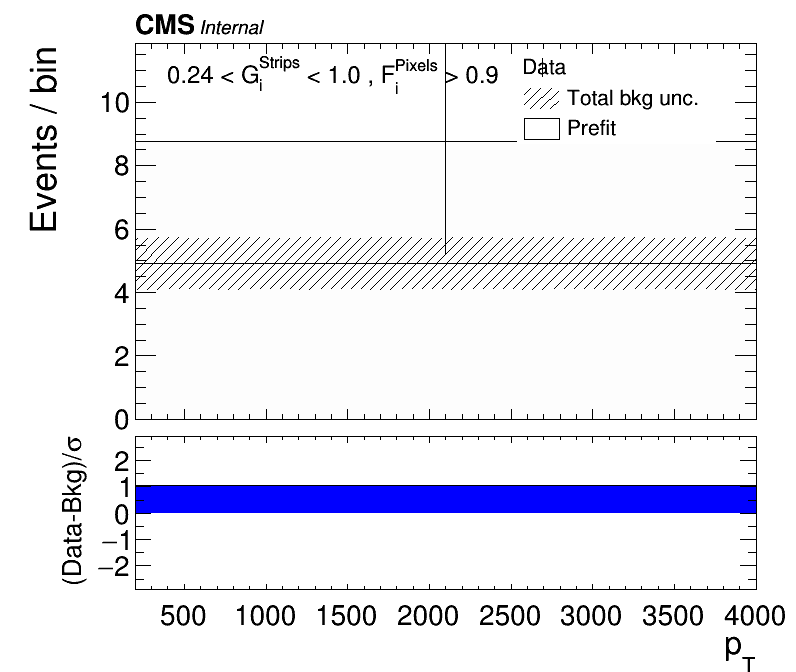 CMS Internal
Events / bin
0.24 < G_i^Strips < 1.0 , F_i^Pixels > 0.9
Data
Total bkg unc.
Prefit
10
8
6
4
2
0
(Data-Bkg)/σ
2
1
0
−1
−2
500 1000 1500 2000 2500 3000 3500 4000
p_T